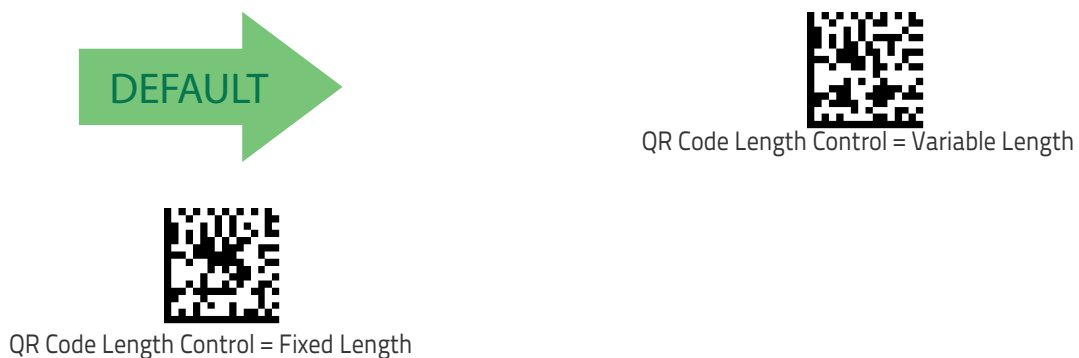 DEFAULT
QR Code Length Control = Variable Length
QR Code Length Control = Fixed Length